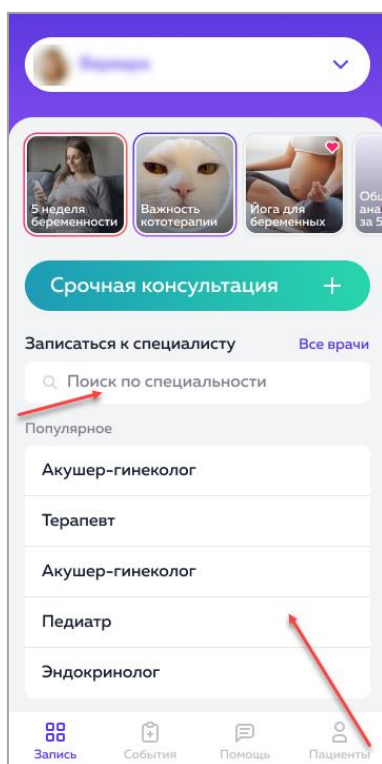 5 неделя
беременности
Важность
кототерапии
Йога для
беременных
Срочная консультация
Записаться к специалисту Все врачи
Поиск по специальности
Популярное
Акушер-гинеколог
Терапевт
Акушер-гинеколог
Педиатр
Эндокринолог
Запись События Помощь Пациенты